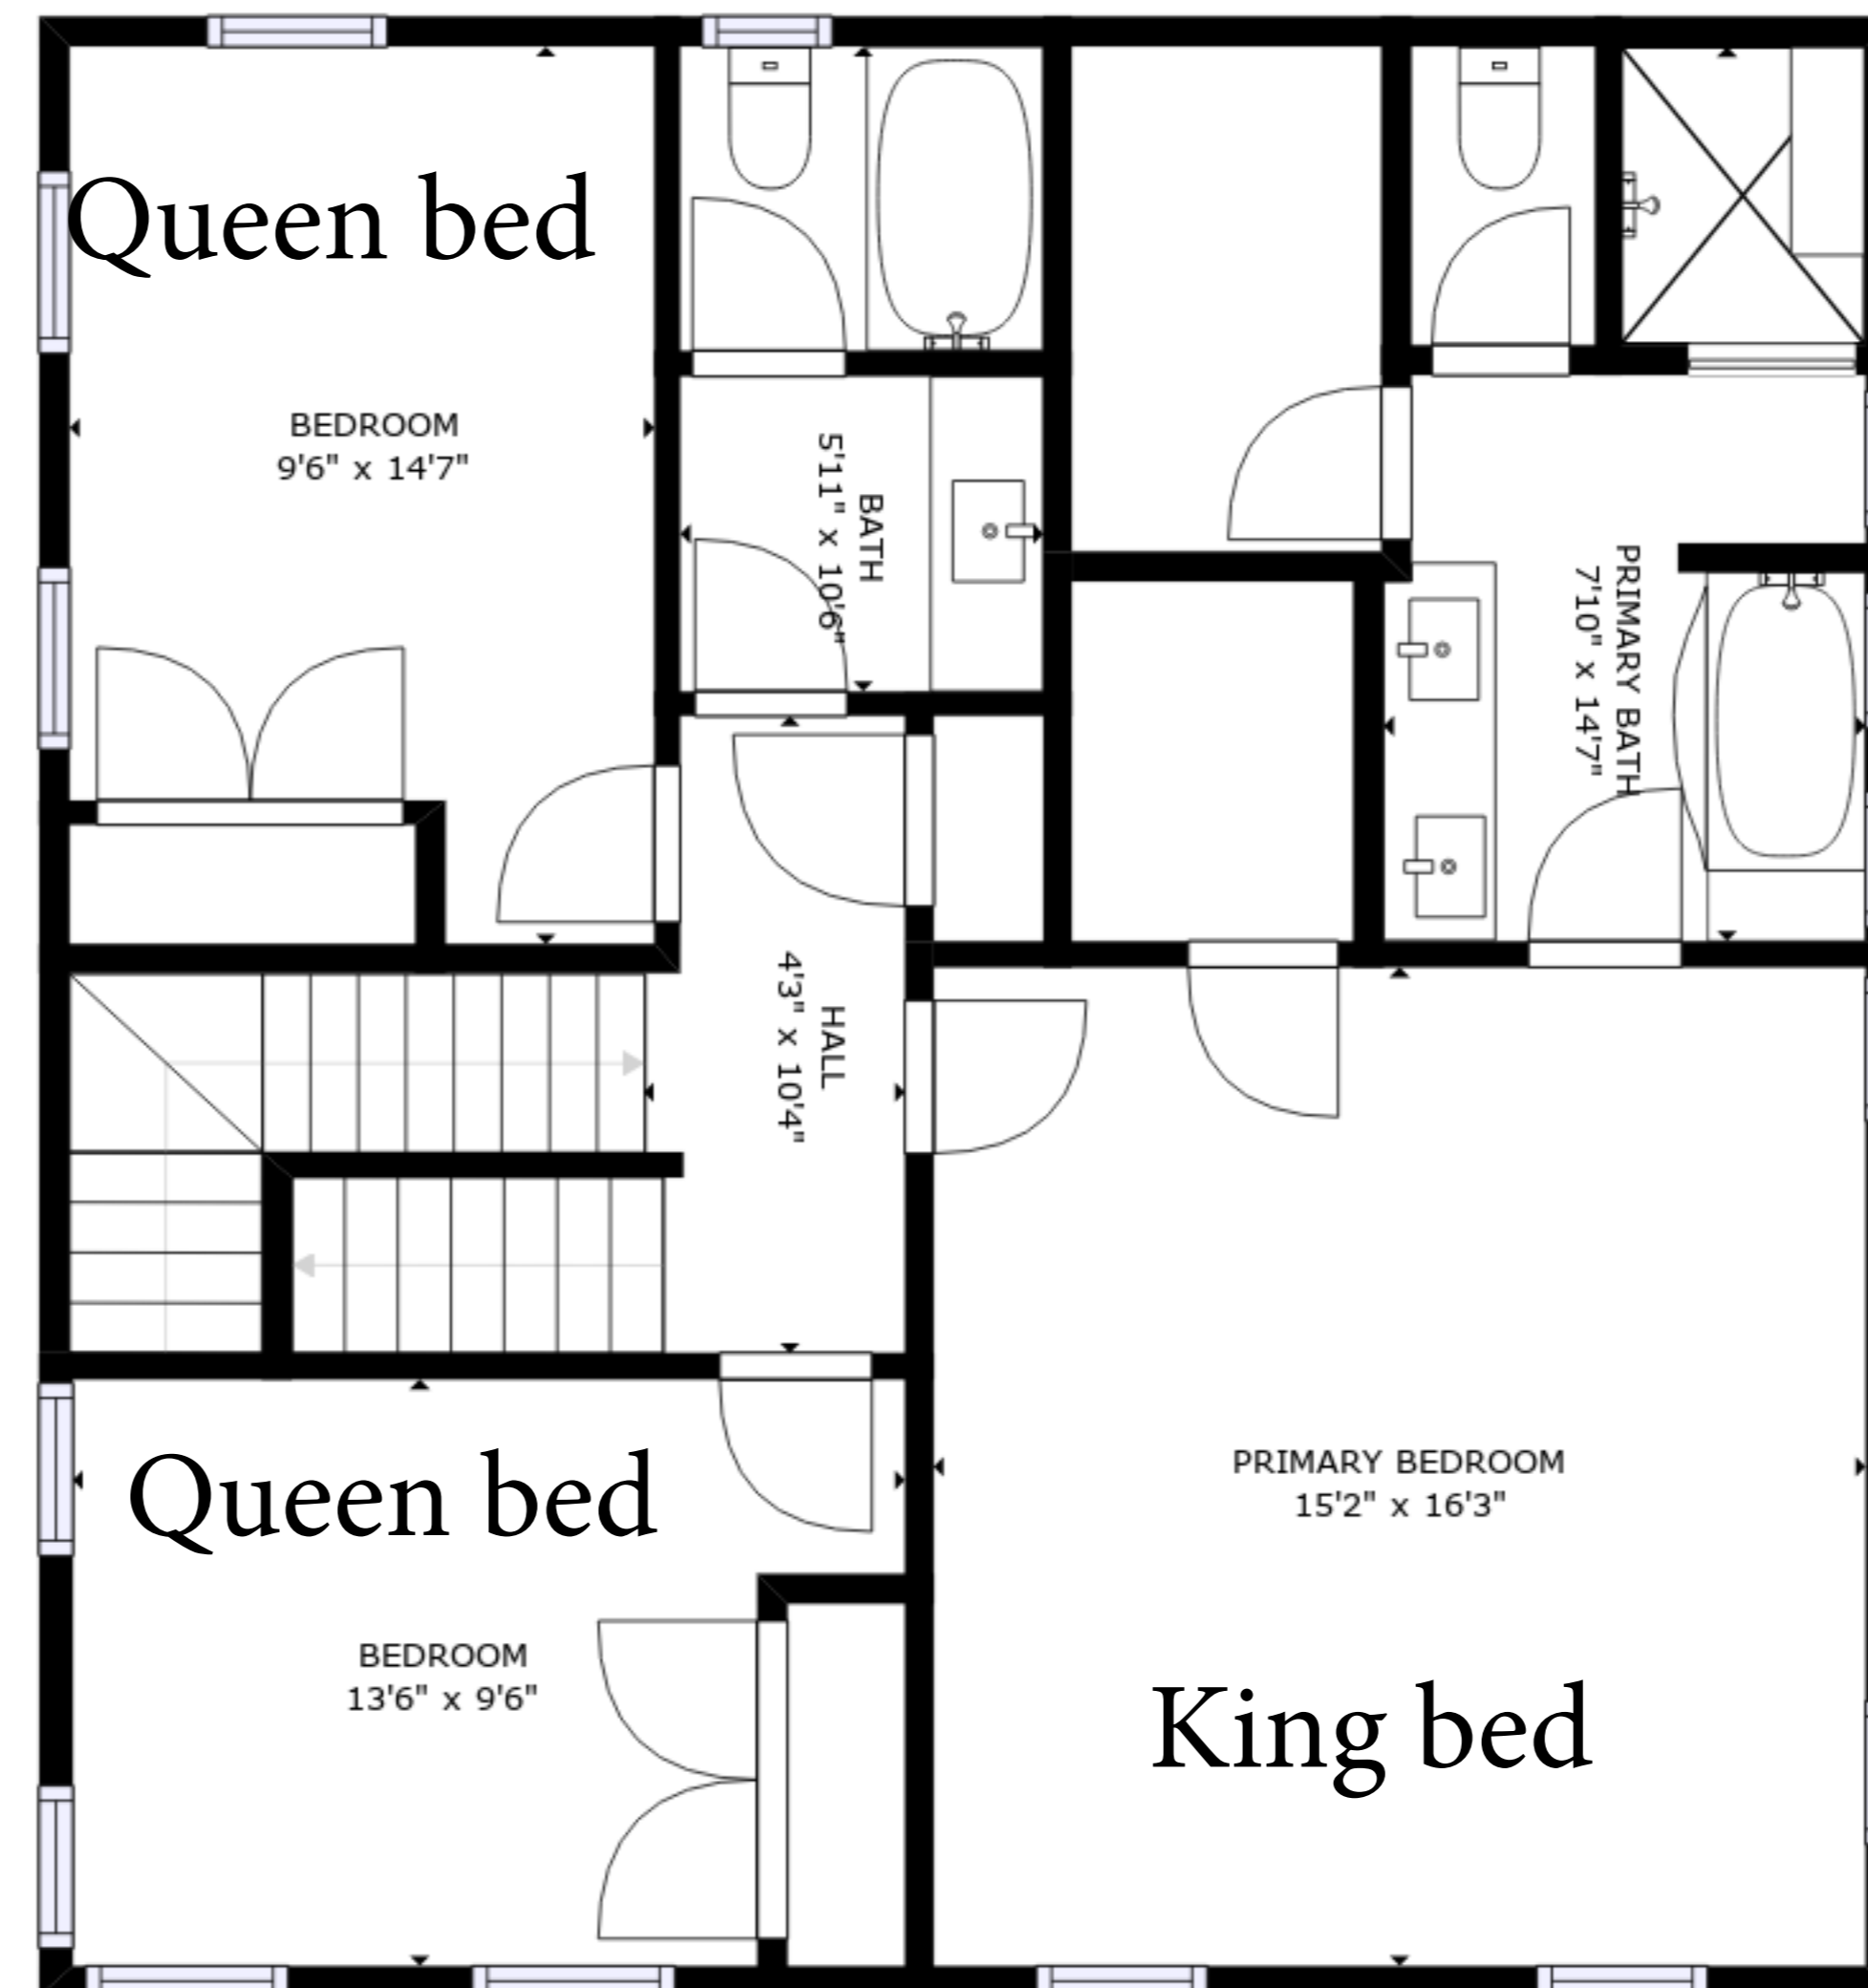 Queen bed
BEDROOM
9'6" x 14'7"
BATH
5'11" x 10'6"
PRIMARY BATH
7'10" x 14'7"
HALL
4'3" x 10'4"
Queen bed
BEDROOM
13'6" x 9'6"
PRIMARY BEDROOM
15'2" x 16'3"
King bed